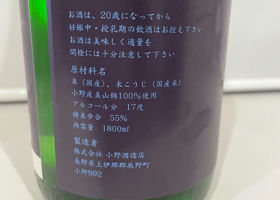 お酒は、20歳になってから
妊娠中・授乳期の飲酒はお控え下さい
お酒は美味しく適量を
開栓には十分注意して下さい
原材料名
米（国産）、米こうじ（国産米）
小野産美山錦100%使用
アルコール分　17度
精米歩合　55%
内容量　1800㎖
製造者
株式会社 小野酒造店
長野県上伊那郡辰野町
小野992